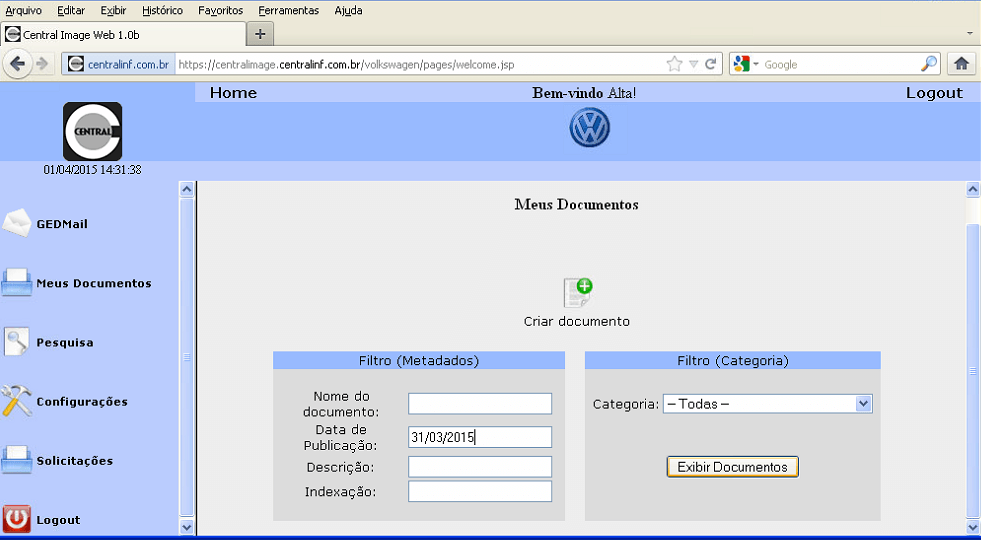 Arquivo Editar Exibir Histórico Favoritos Ferramentas Ajuda
Central Image Web 1.0b
centralinf.com.br https://centralimage.centralinf.com.br/volkswagen/pages/welcome.jsp Google
Home Bem-vindo Alta! Logout
CENTRAL
01/04/2015 14:31:38
GEDMail
Meus Documentos
Pesquisa
Configurações
Solicitações
Logout
Meus Documentos
Criar documento
Filtro (Metadados)
Nome do
documento:
Data de
Publicação:
31/03/2015
Descrição:
Indexação:
Filtro (Categoria)
Categoria: -- Todas --
Exibir Documentos